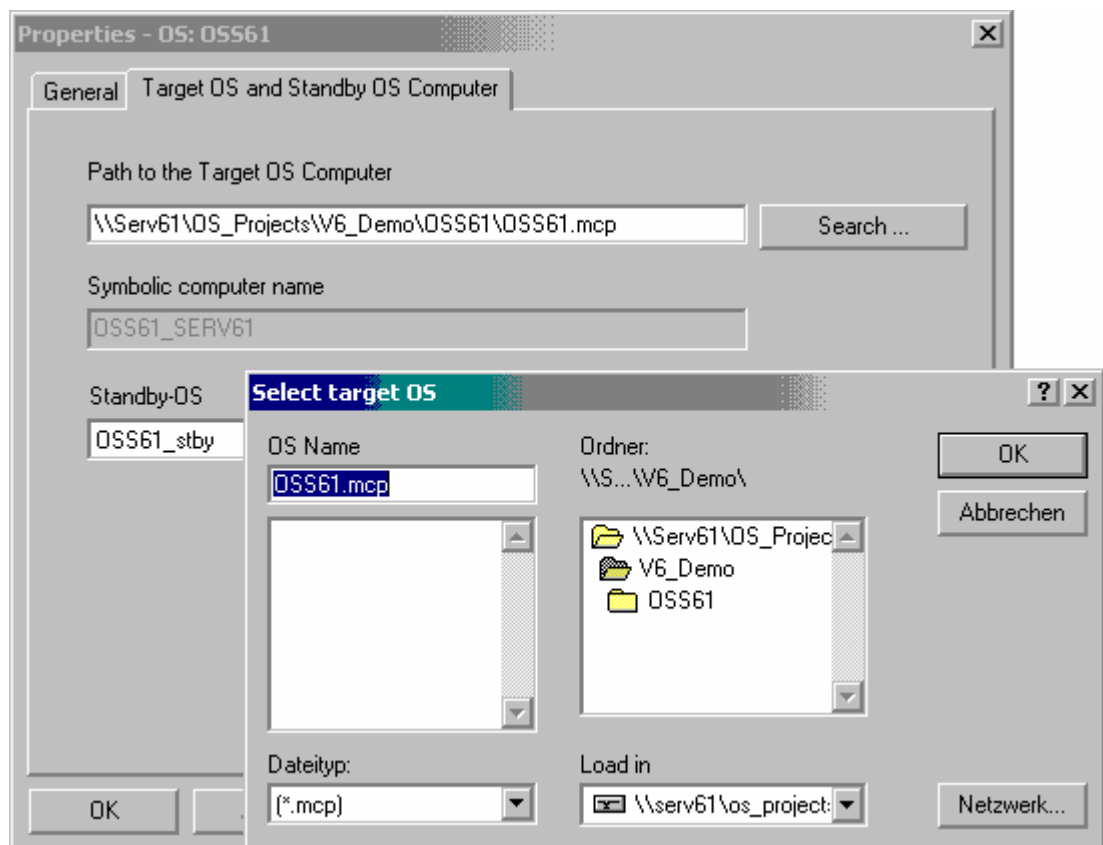 Properties - OS: OSS61
General
Target OS and Standby OS Computer
Path to the Target OS Computer
\\Serv61\OS_Projects\V6_Demo\OSS61\OSS61.mcp
Search ...
Symbolic computer name
OSS61_SERV61
Standby-OS
OSS61_stby
OK
Select target OS
OS Name
OSS61.mcp
Ordner:
\\S...\V6_Demo\
\\Serv61\OS_Projec
V6_Demo
OSS61
OK
Abbrechen
Dateityp:
(*.mcp)
Load in
\\serv61\os_project
Netzwerk...